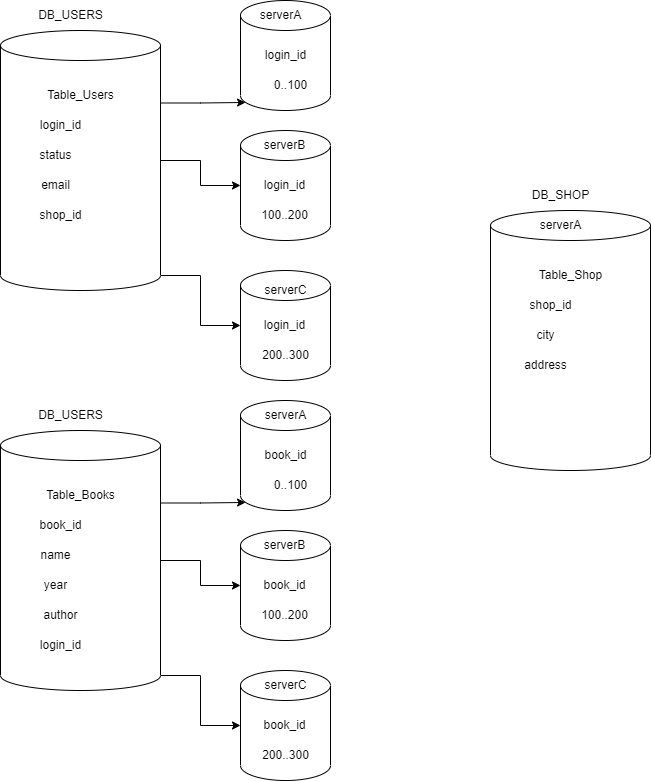 DB_USERS
Table_Users
login_id
status
email
shop_id
serverA
login_id
0..100
serverB
login_id
100..200
serverC
login_id
200..300
DB_SHOP
serverA
Table_Shop
shop_id
city
address
DB_USERS
Table_Books
book_id
name
year
author
login_id
serverA
book_id
0..100
serverB
book_id
100..200
serverC
book_id
200..300